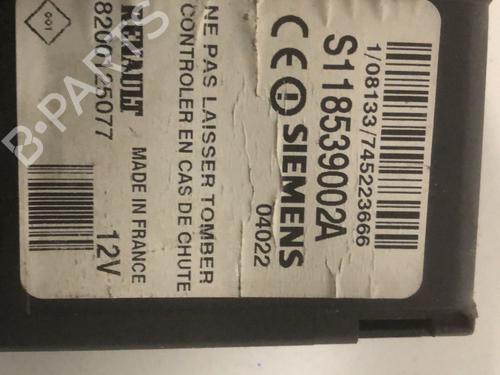 1/08133/745223666
S118539002A
SIEMENS
04022
NE PAS LAISSER TOMBER
CONTROLER EN CAS DE CHUTE
001
RENAULT
MADE IN FRANCE
8200025077
12V
B-PARTS